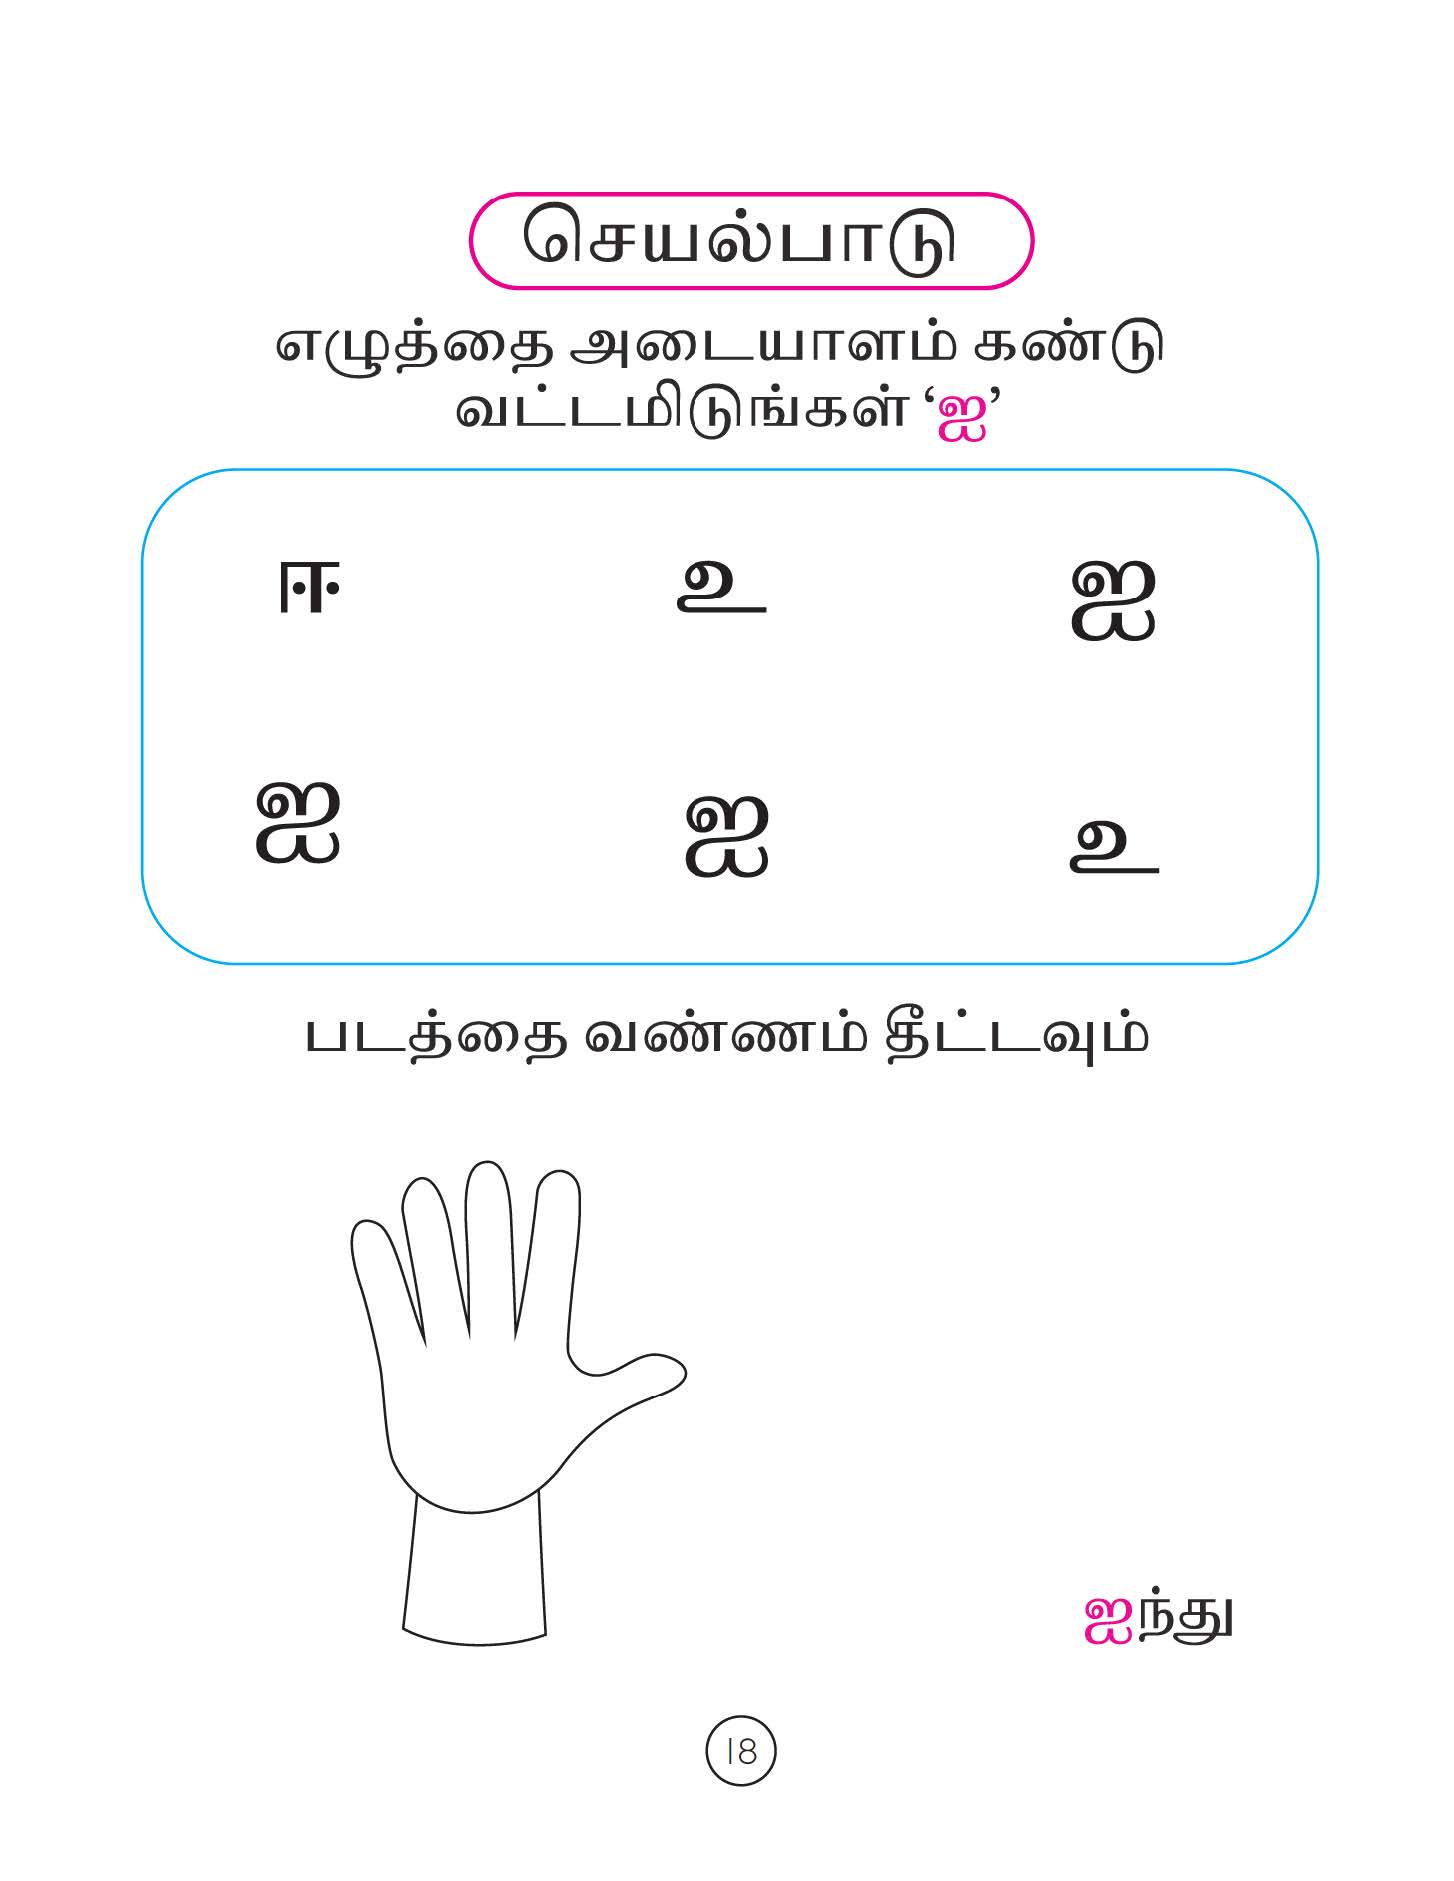 செயல்பாடு
எழுத்தை அடையாளம் கண்டு
வட்டமிடுங்கள் ‘ஐ’
ஈ உ ஐ
ஐ ஐ உ
படத்தை வண்ணம் தீட்டவும்
ஐந்து
18